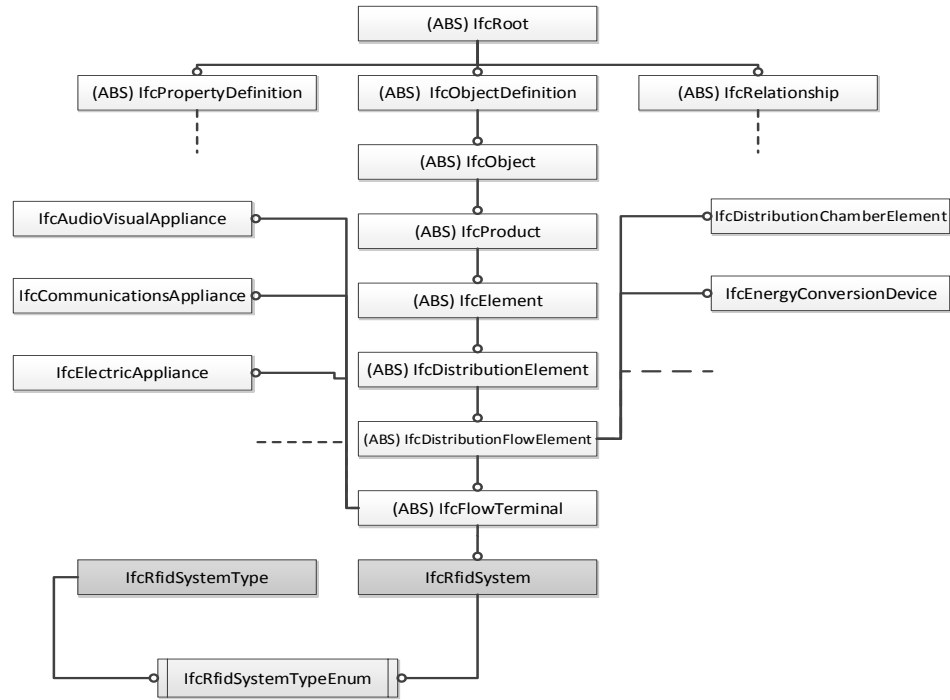 (ABS) IfcRoot
(ABS) IfcPropertyDefinition
(ABS) IfcObjectDefinition
(ABS) IfcRelationship
(ABS) IfcObject
IfcAudioVisualAppliance
(ABS) IfcProduct
IfcDistributionChamberElement
IfcCommunicationsAppliance
(ABS) IfcElement
IfcEnergyConversionDevice
IfcElectricAppliance
(ABS) IfcDistributionElement
(ABS) IfcDistributionFlowElement
(ABS) IfcFlowTerminal
IfcRfidSystemType
IfcRfidSystem
IfcRfidSystemTypeEnum